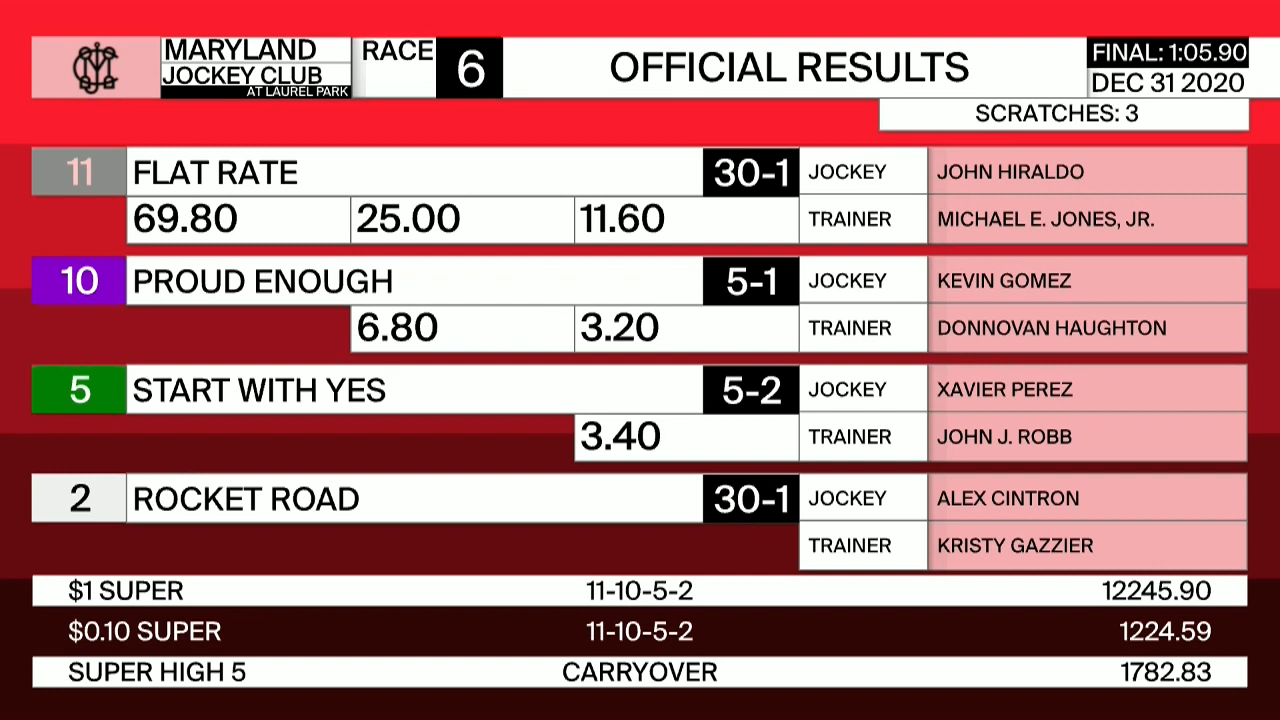 MARYLAND
JOCKEY CLUB
AT LAUREL PARK
RACE 6
OFFICIAL RESULTS
FINAL: 1:05.90
DEC 31 2020
SCRATCHES: 3
11 FLAT RATE 30-1 JOCKEY JOHN HIRALDO
69.80 25.00 11.60 TRAINER MICHAEL E. JONES, JR.
10 PROUD ENOUGH 5-1 JOCKEY KEVIN GOMEZ
6.80 3.20 TRAINER DONNOVAN HAUGHTON
5 START WITH YES 5-2 JOCKEY XAVIER PEREZ
3.40 TRAINER JOHN J. ROBB
2 ROCKET ROAD 30-1 JOCKEY ALEX CINTRON
TRAINER KRISTY GAZZIER
$1 SUPER 11-10-5-2 12245.90
$0.10 SUPER 11-10-5-2 1224.59
SUPER HIGH 5 CARRYOVER 1782.83